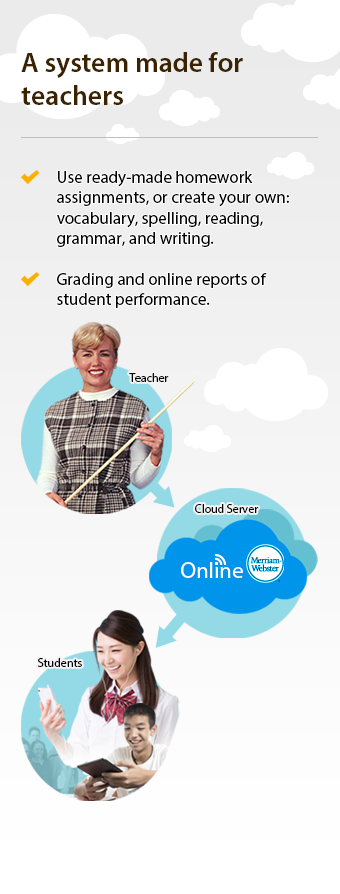 A system made for
teachers
Use ready-made homework
assignments, or create your own:
vocabulary, spelling, reading,
grammar, and writing.
Grading and online reports of
student performance.
Teacher
Cloud Server
Online
Merriam-
Webster
Students